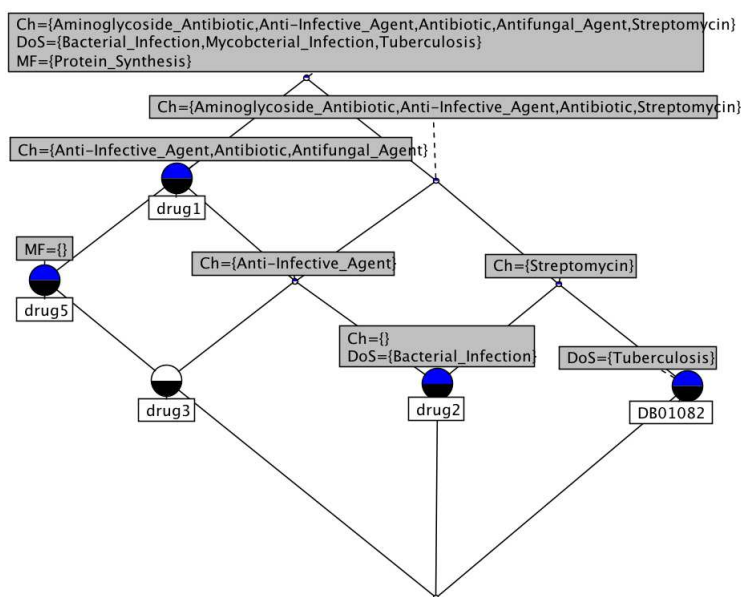 Ch={Aminoglycoside_Antibiotic,Anti-Infective_Agent,Antibiotic,Antifungal_Agent,Streptomycin}
DoS={Bacterial_Infection,Mycobcterial_Infection,Tuberculosis}
MF={Protein_Synthesis}
Ch={Aminoglycoside_Antibiotic,Anti-Infective_Agent,Antibiotic,Streptomycin}
Ch={Anti-Infective_Agent,Antibiotic,Antifungal_Agent}
drug1
MF={}
drug5
Ch={Anti-Infective_Agent}
Ch={Streptomycin}
Ch={}
DoS={Bacterial_Infection}
DoS={Tuberculosis}
drug3
drug2
DB01082